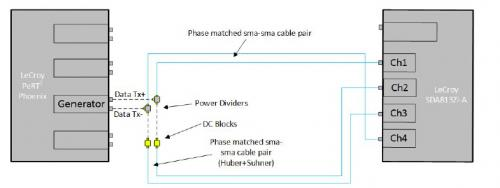 Phase matched sma-sma cable pair
LeCroy
PeRT³
Phoenix
Generator
Data Tx+
Data Tx-
Power Dividers
DC Blocks
Phase matched sma-
sma cable pair
(Huber+Suhner)
Ch1
Ch2
Ch3
Ch4
LeCroy
SDA813Zi-A